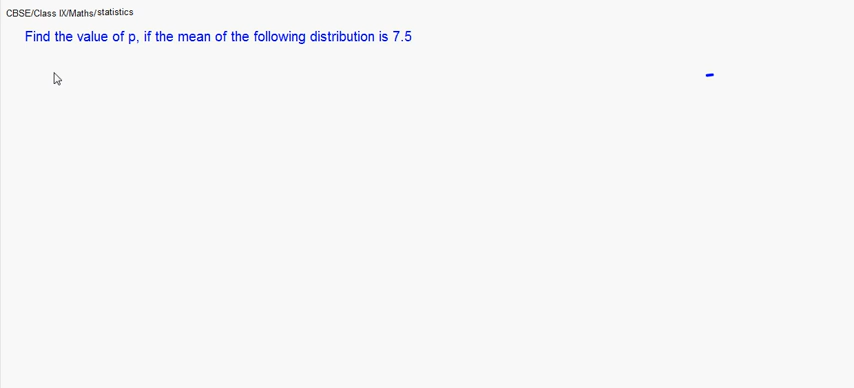 CBSE/Class IX/Maths/statistics
Find the value of p, if the mean of the following distribution is 7.5